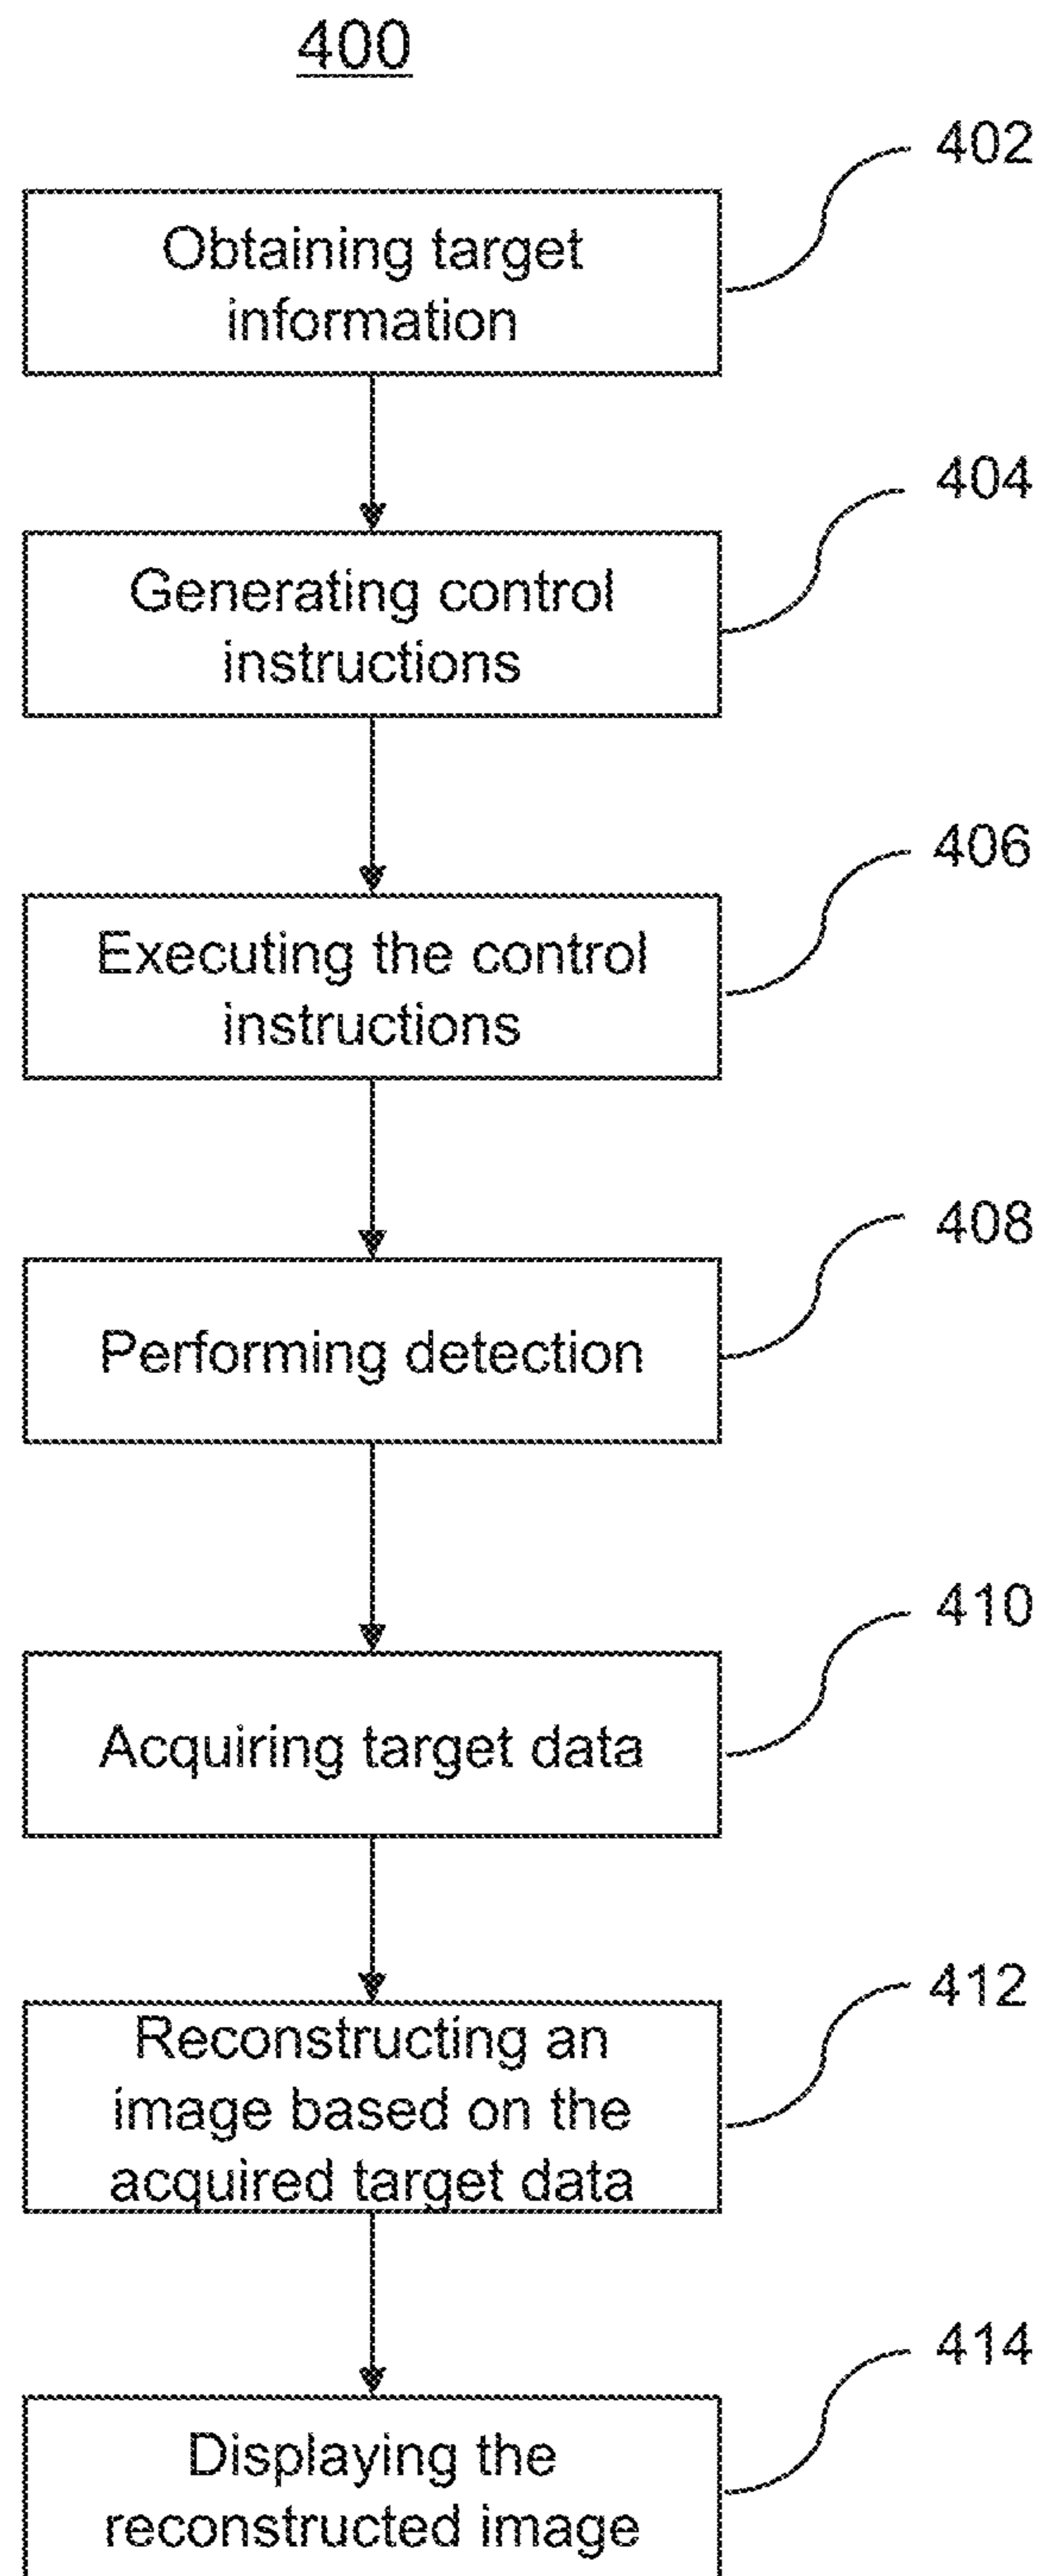 400
402
Obtaining target
information
404
Generating control
instructions
406
Executing the control
instructions
408
Performing detection
410
Acquiring target data
412
Reconstructing an
image based on the
acquired target data
414
Displaying the
reconstructed image